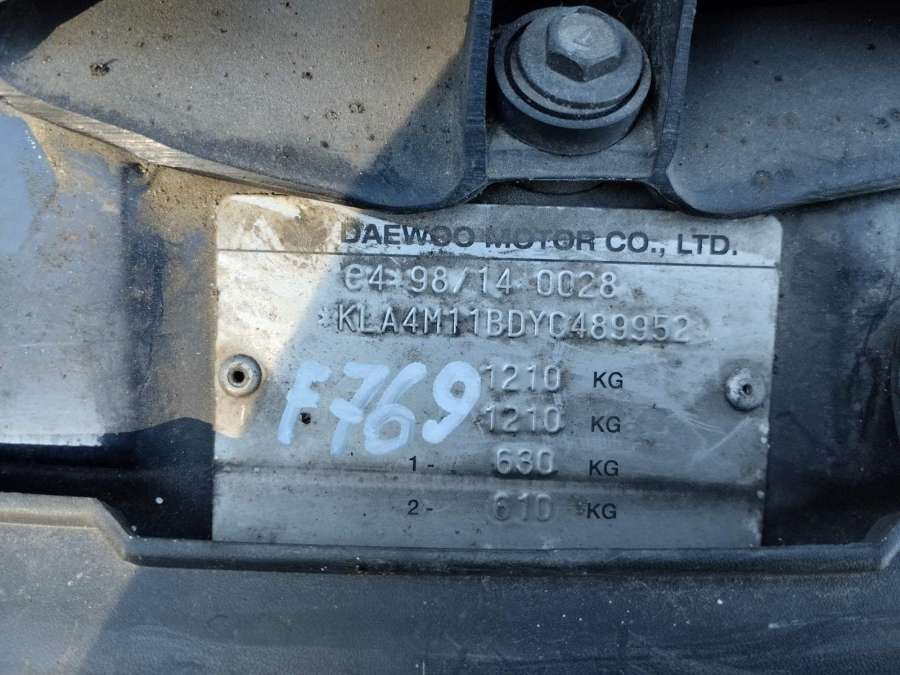 DAEWOO MOTOR CO., LTD.
C4-98/14 0028
*KLA4M11BDYC489952*
F769
1210 KG
1210 KG
1- 630 KG
2- 610 KG